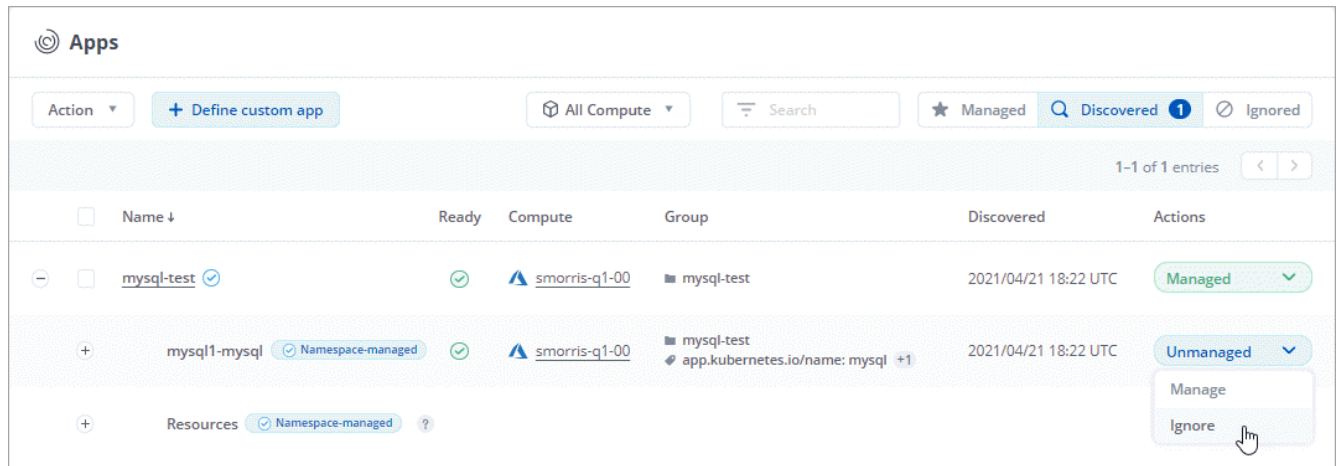 Apps
Action
+ Define custom app
All Compute
Search
Managed
Discovered 1
Ignored
1–1 of 1 entries
Name Ready Compute Group Discovered Actions
mysql-test smorris-q1-00 mysql-test 2021/04/21 18:22 UTC Managed
mysql1-mysql Namespace-managed smorris-q1-00 mysql-test 2021/04/21 18:22 UTC Unmanaged
app.kubernetes.io/name: mysql +1
Manage
Resources Namespace-managed ? Ignore